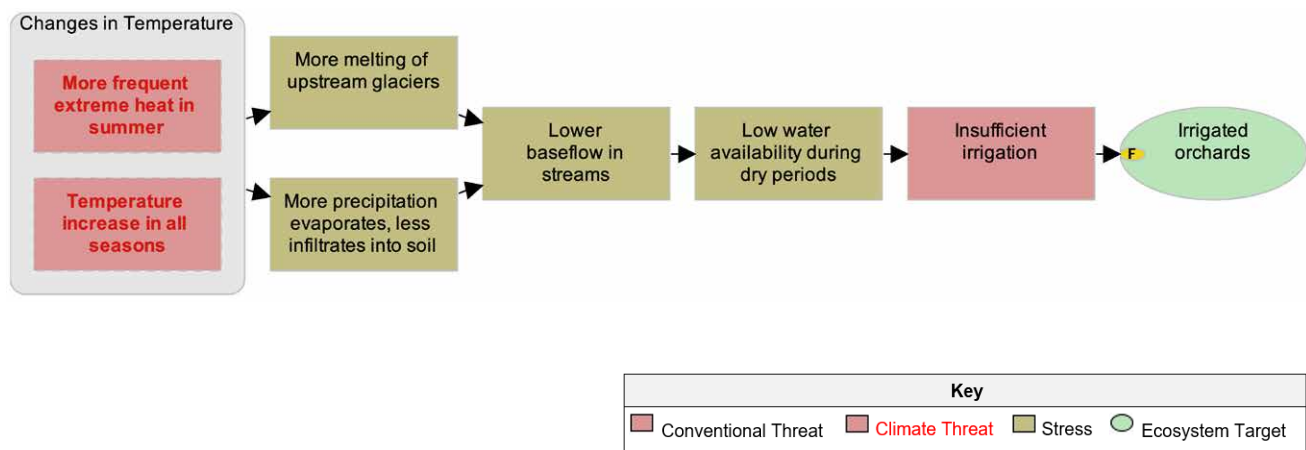 Changes in Temperature
More frequent
extreme heat in
summer
Temperature
increase in all
seasons
More melting of
upstream glaciers
More precipitation
evaporates, less
infiltrates into soil
Lower
baseflow in
streams
Low water
availability during
dry periods
Insufficient
irrigation
F
Irrigated
orchards
Key
Conventional Threat
Climate Threat
Stress
Ecosystem Target